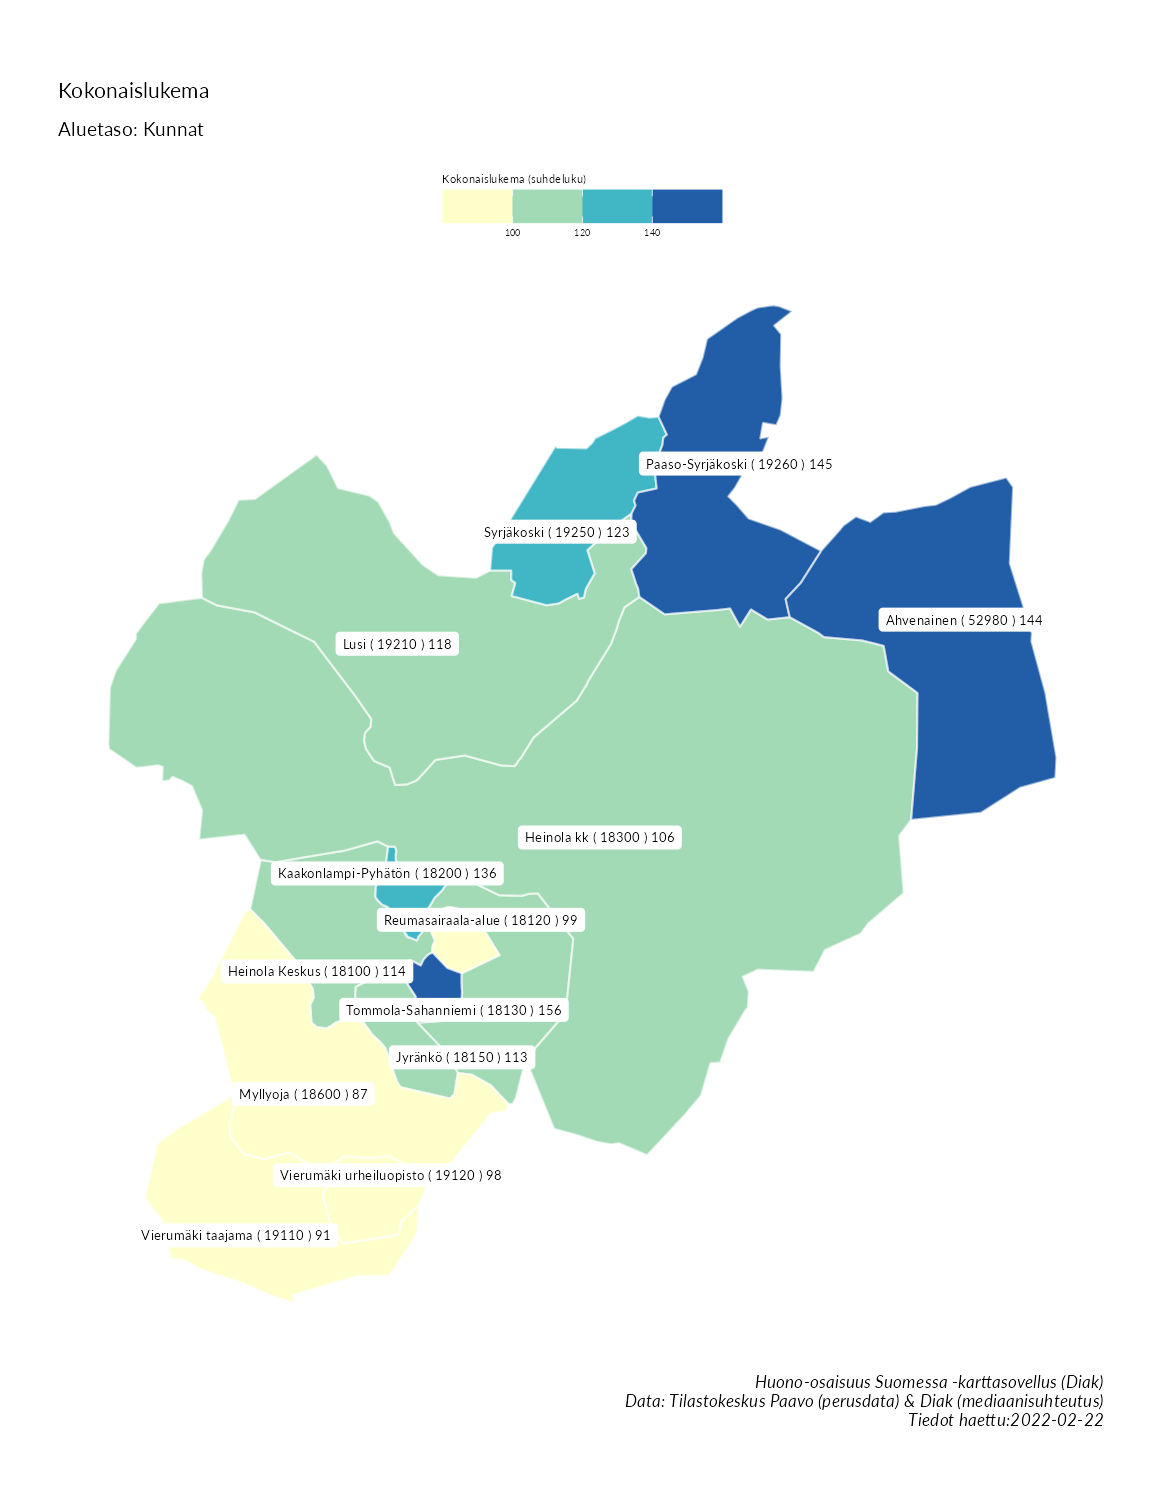 Kokonaislukema
Aluetaso: Kunnat
Kokonaislukema (suhdeluku)
100 120 140
Paaso-Syrjäkoski ( 19260 ) 145
Syrjäkoski ( 19250 ) 123
Ahvenainen ( 52980 ) 144
Lusi ( 19210 ) 118
Heinola kk ( 18300 ) 106
Kaakonlampi-Pyhätön ( 18200 ) 136
Reumasairaala-alue ( 18120 ) 99
Heinola Keskus ( 18100 ) 114
Tommola-Sahanniemi ( 18130 ) 156
Jyränkö ( 18150 ) 113
Myllyoja ( 18600 ) 87
Vierumäki urheiluopisto ( 19120 ) 98
Vierumäki taajama ( 19110 ) 91
Huono-osaisuus Suomessa -karttasovellus (Diak)
Data: Tilastokeskus Paavo (perusdata) & Diak (mediaanisuhteutus)
Tiedot haettu:2022-02-22